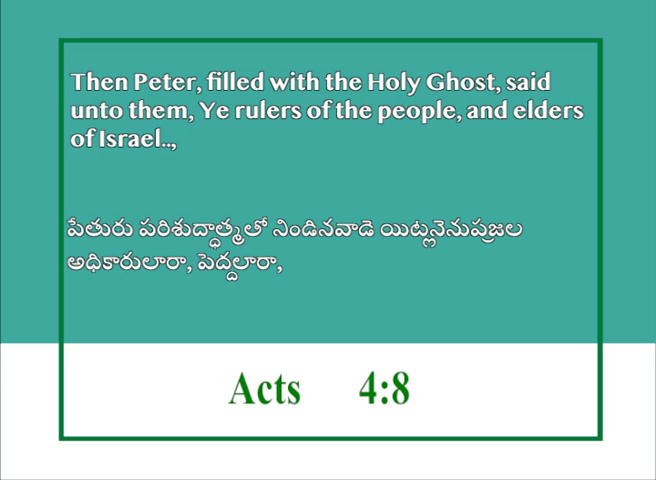 Then Peter, filled with the Holy Ghost, said
unto them, Ye rulers of the people, and elders
of Israel..,
పేతురు పరిశుద్ధాత్మలో నిండినవాడె యిట్లనెనుప్రజల
అధికారులారా, పెద్దలారా,
Acts 4:8